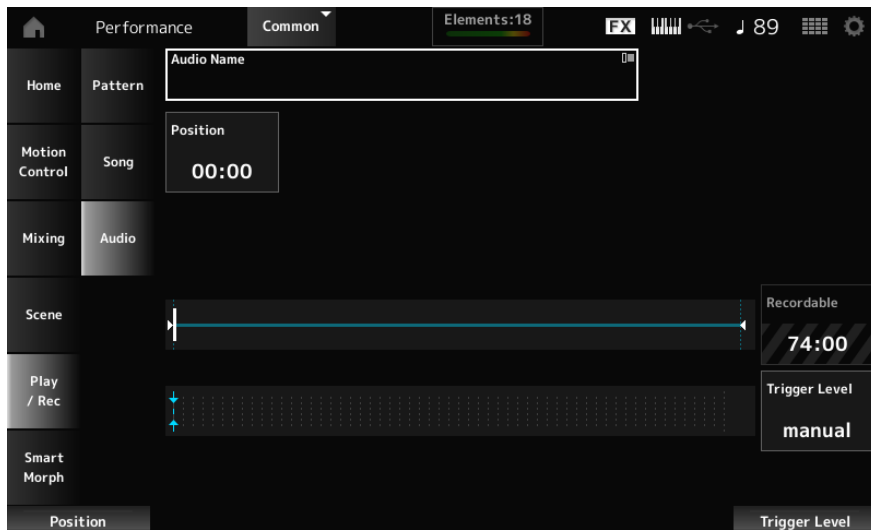 Performance
Common
Elements:18
FX
89
Home
Pattern
Audio Name
Position
00:00
Motion
Control
Song
Mixing
Audio
Scene
Recordable
74:00
Play
/ Rec
Trigger Level
manual
Smart
Morph
Position
Trigger Level